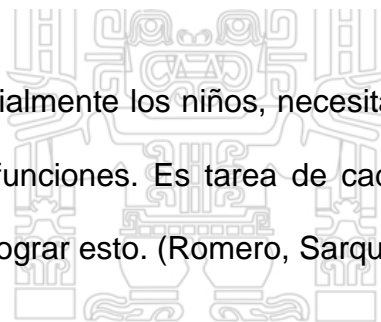 ialmente los niños, necesita
funciones. Es tarea de cad
ograr esto. (Romero, Sarqu